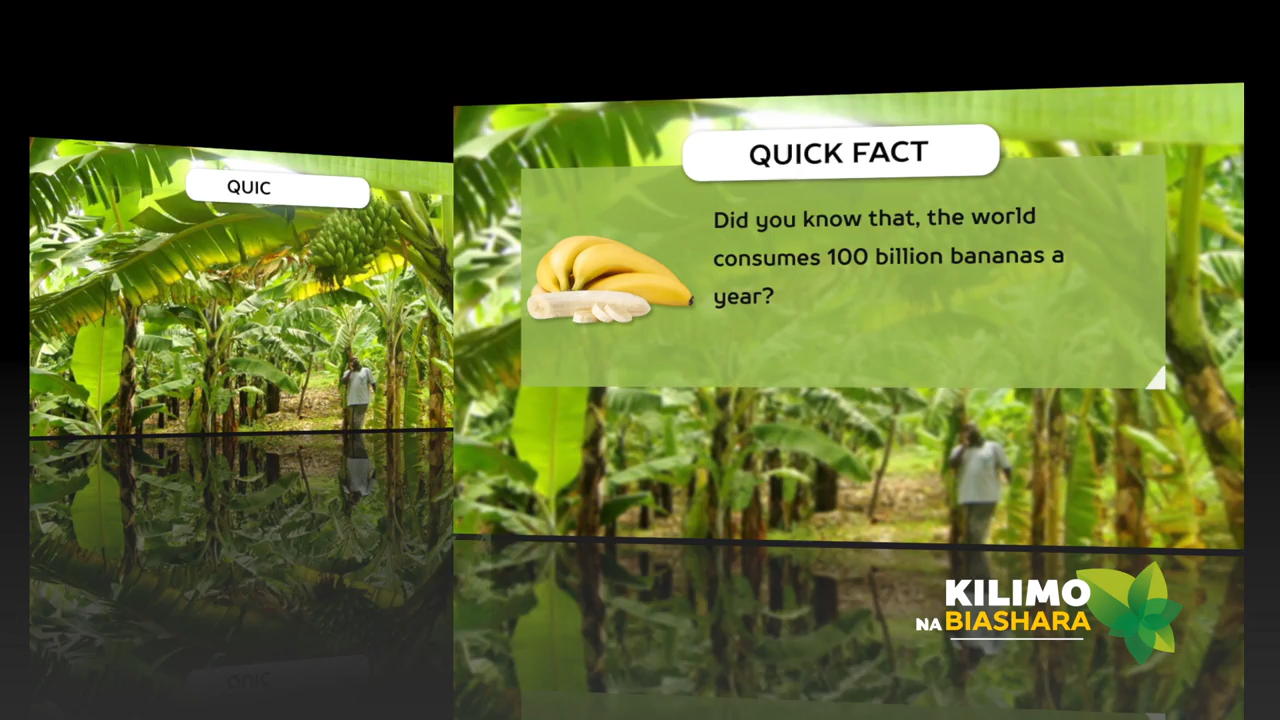 QUIC
QUICK FACT
Did you know that, the world
consumes 100 billion bananas a
year?
KILIMO
NA BIASHARA